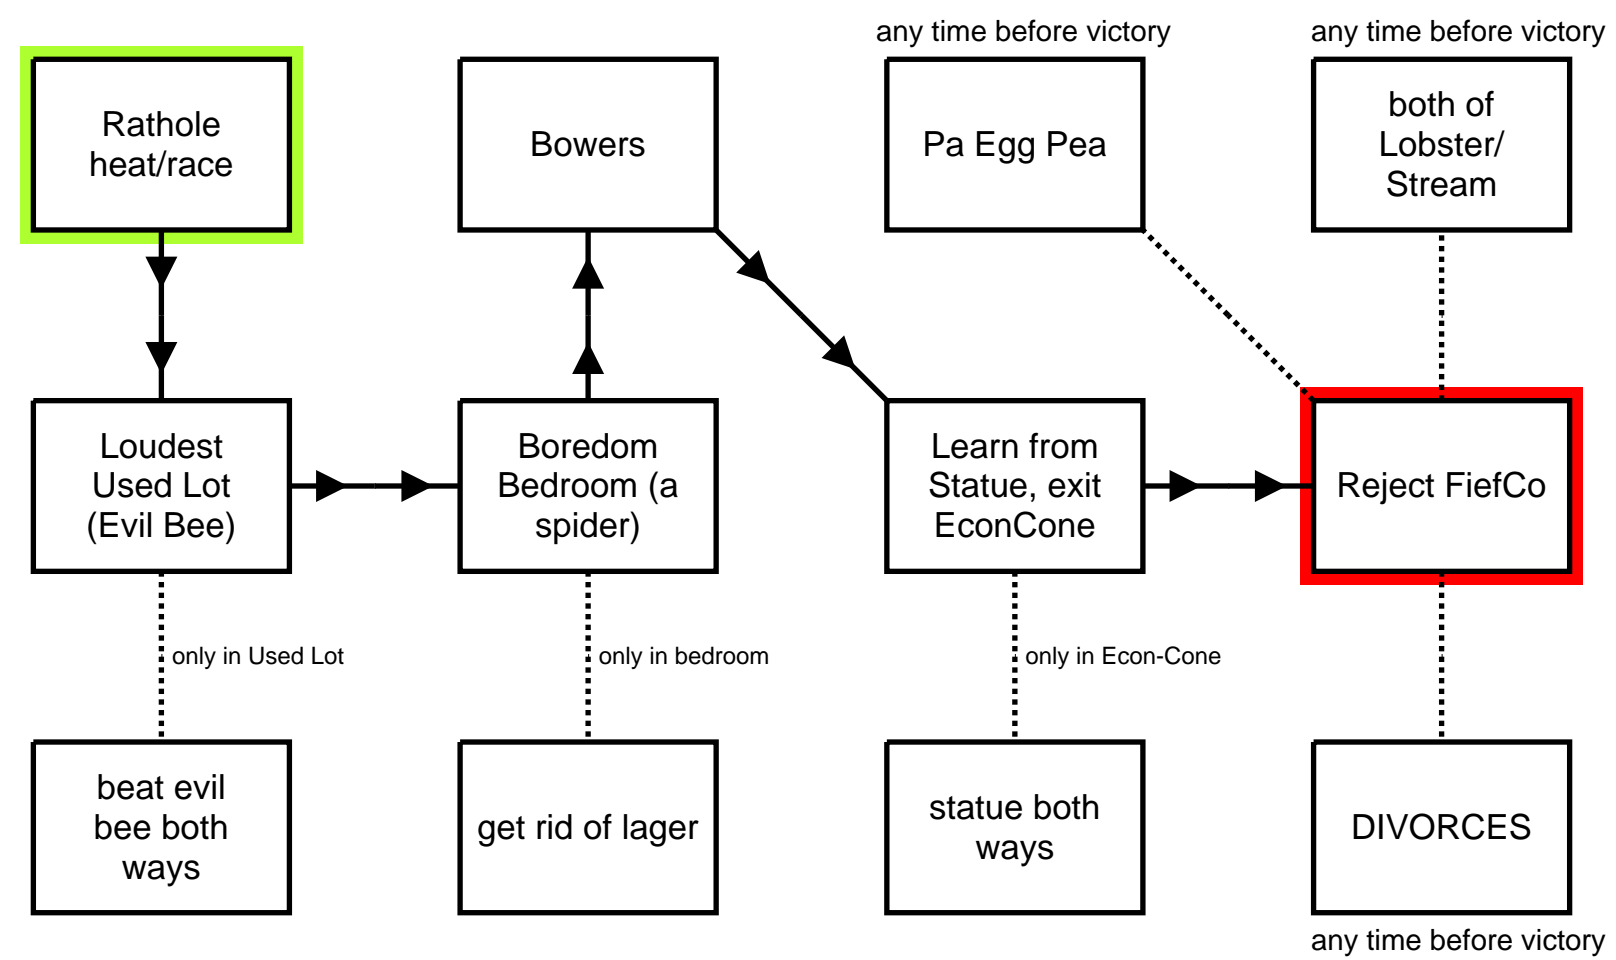 any time before victory
any time before victory
Rathole
heat/race
Bowers
Pa Egg Pea
both of
Lobster/
Stream
Loudest
Used Lot
(Evil Bee)
Boredom
Bedroom (a
spider)
Learn from
Statue, exit
EconCone
Reject FiefCo
only in Used Lot
only in bedroom
only in Econ-Cone
beat evil
bee both
ways
get rid of lager
statue both
ways
DIVORCES
any time before victory